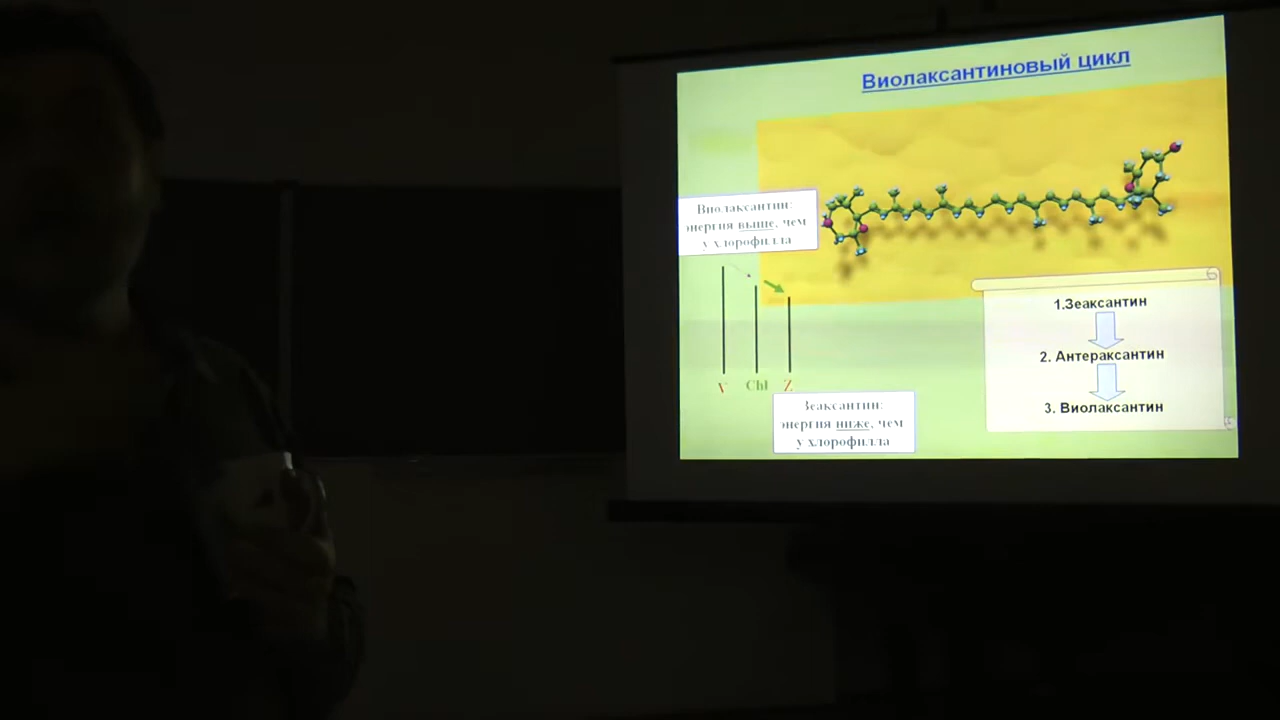 Виолаксантиновый цикл
Виолаксантин:
энергия выше, чем
у хлорофилла
V Chl Z
Зеаксантин:
энергия ниже, чем
у хлорофилла
1.Зеаксантин
2. Антераксантин
3. Виолаксантин